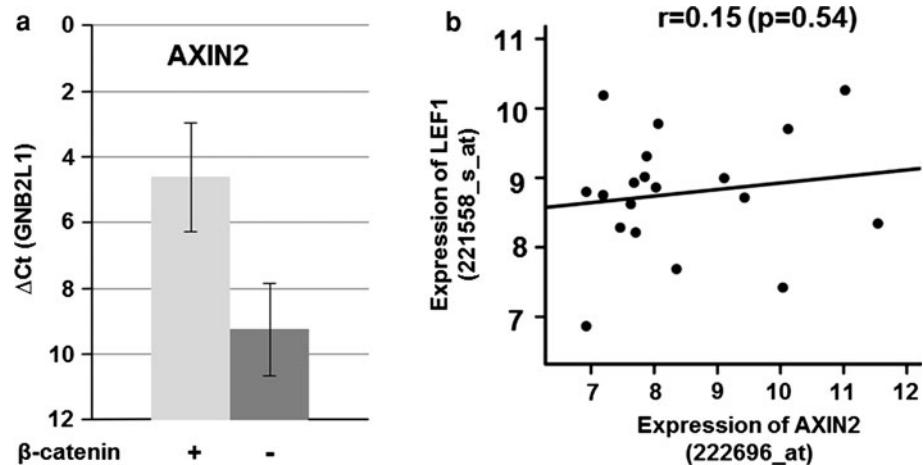 a
AXIN2
ΔCt (GNB2L1)
0
2
4
6
8
10
12
β-catenin + -
b
r=0.15 (p=0.54)
Expression of LEF1
(221558_s_at)
11
10
9
8
7
7 8 9 10 11 12
Expression of AXIN2
(222696_at)